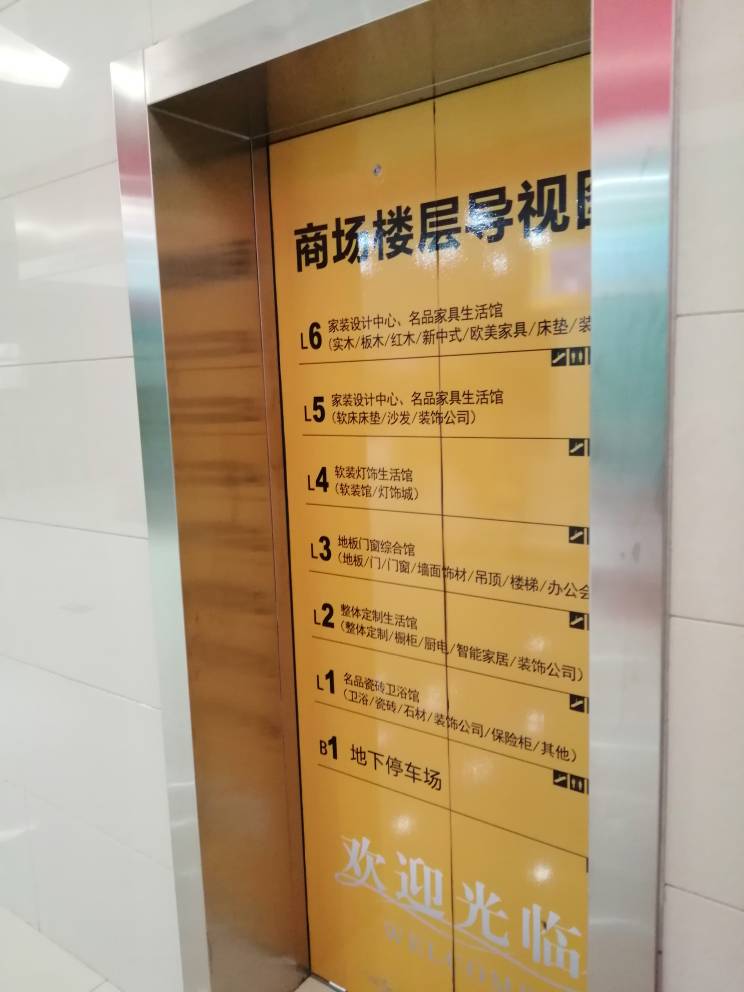 商场楼层导视
L6 家装设计中心、名品家具生活馆
(实木/板木/红木/新中式/欧美家具/床垫/装
L5 家装设计中心、名品家具生活馆
(软床床垫/沙发/装饰公司)
L4 软装灯饰生活馆
(软装馆/灯饰城)
L3 地板门窗综合馆
(地板/门/门窗/墙面饰材/吊顶/楼梯/办公会
L2 整体定制生活馆
(整体定制/橱柜/厨电/智能家居/装饰公司)
L1 名品瓷砖卫浴馆
(卫浴/瓷砖/石材/装饰公司/保险柜/其他)
B1 地下停车场
欢迎光临
WELCOME